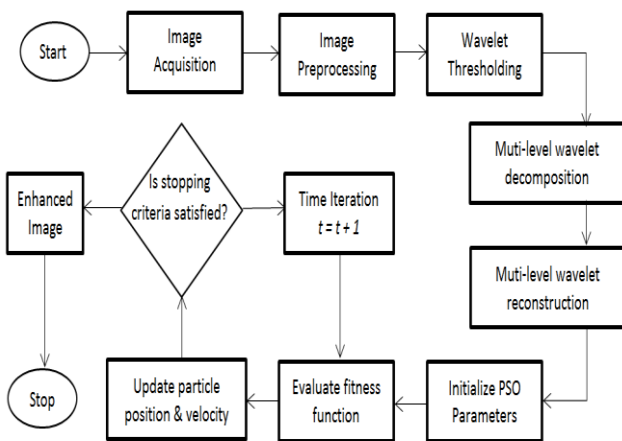 Start
Image
Acquisition
Image
Preprocessing
Wavelet
Thresholding
Muti-level wavelet
decomposition
Muti-level wavelet
reconstruction
Initialize PSO
Parameters
Evaluate fitness
function
Update particle
position & velocity
Is stopping
criteria satisfied?
Time Iteration
t = t + 1
Enhanced
Image
Stop